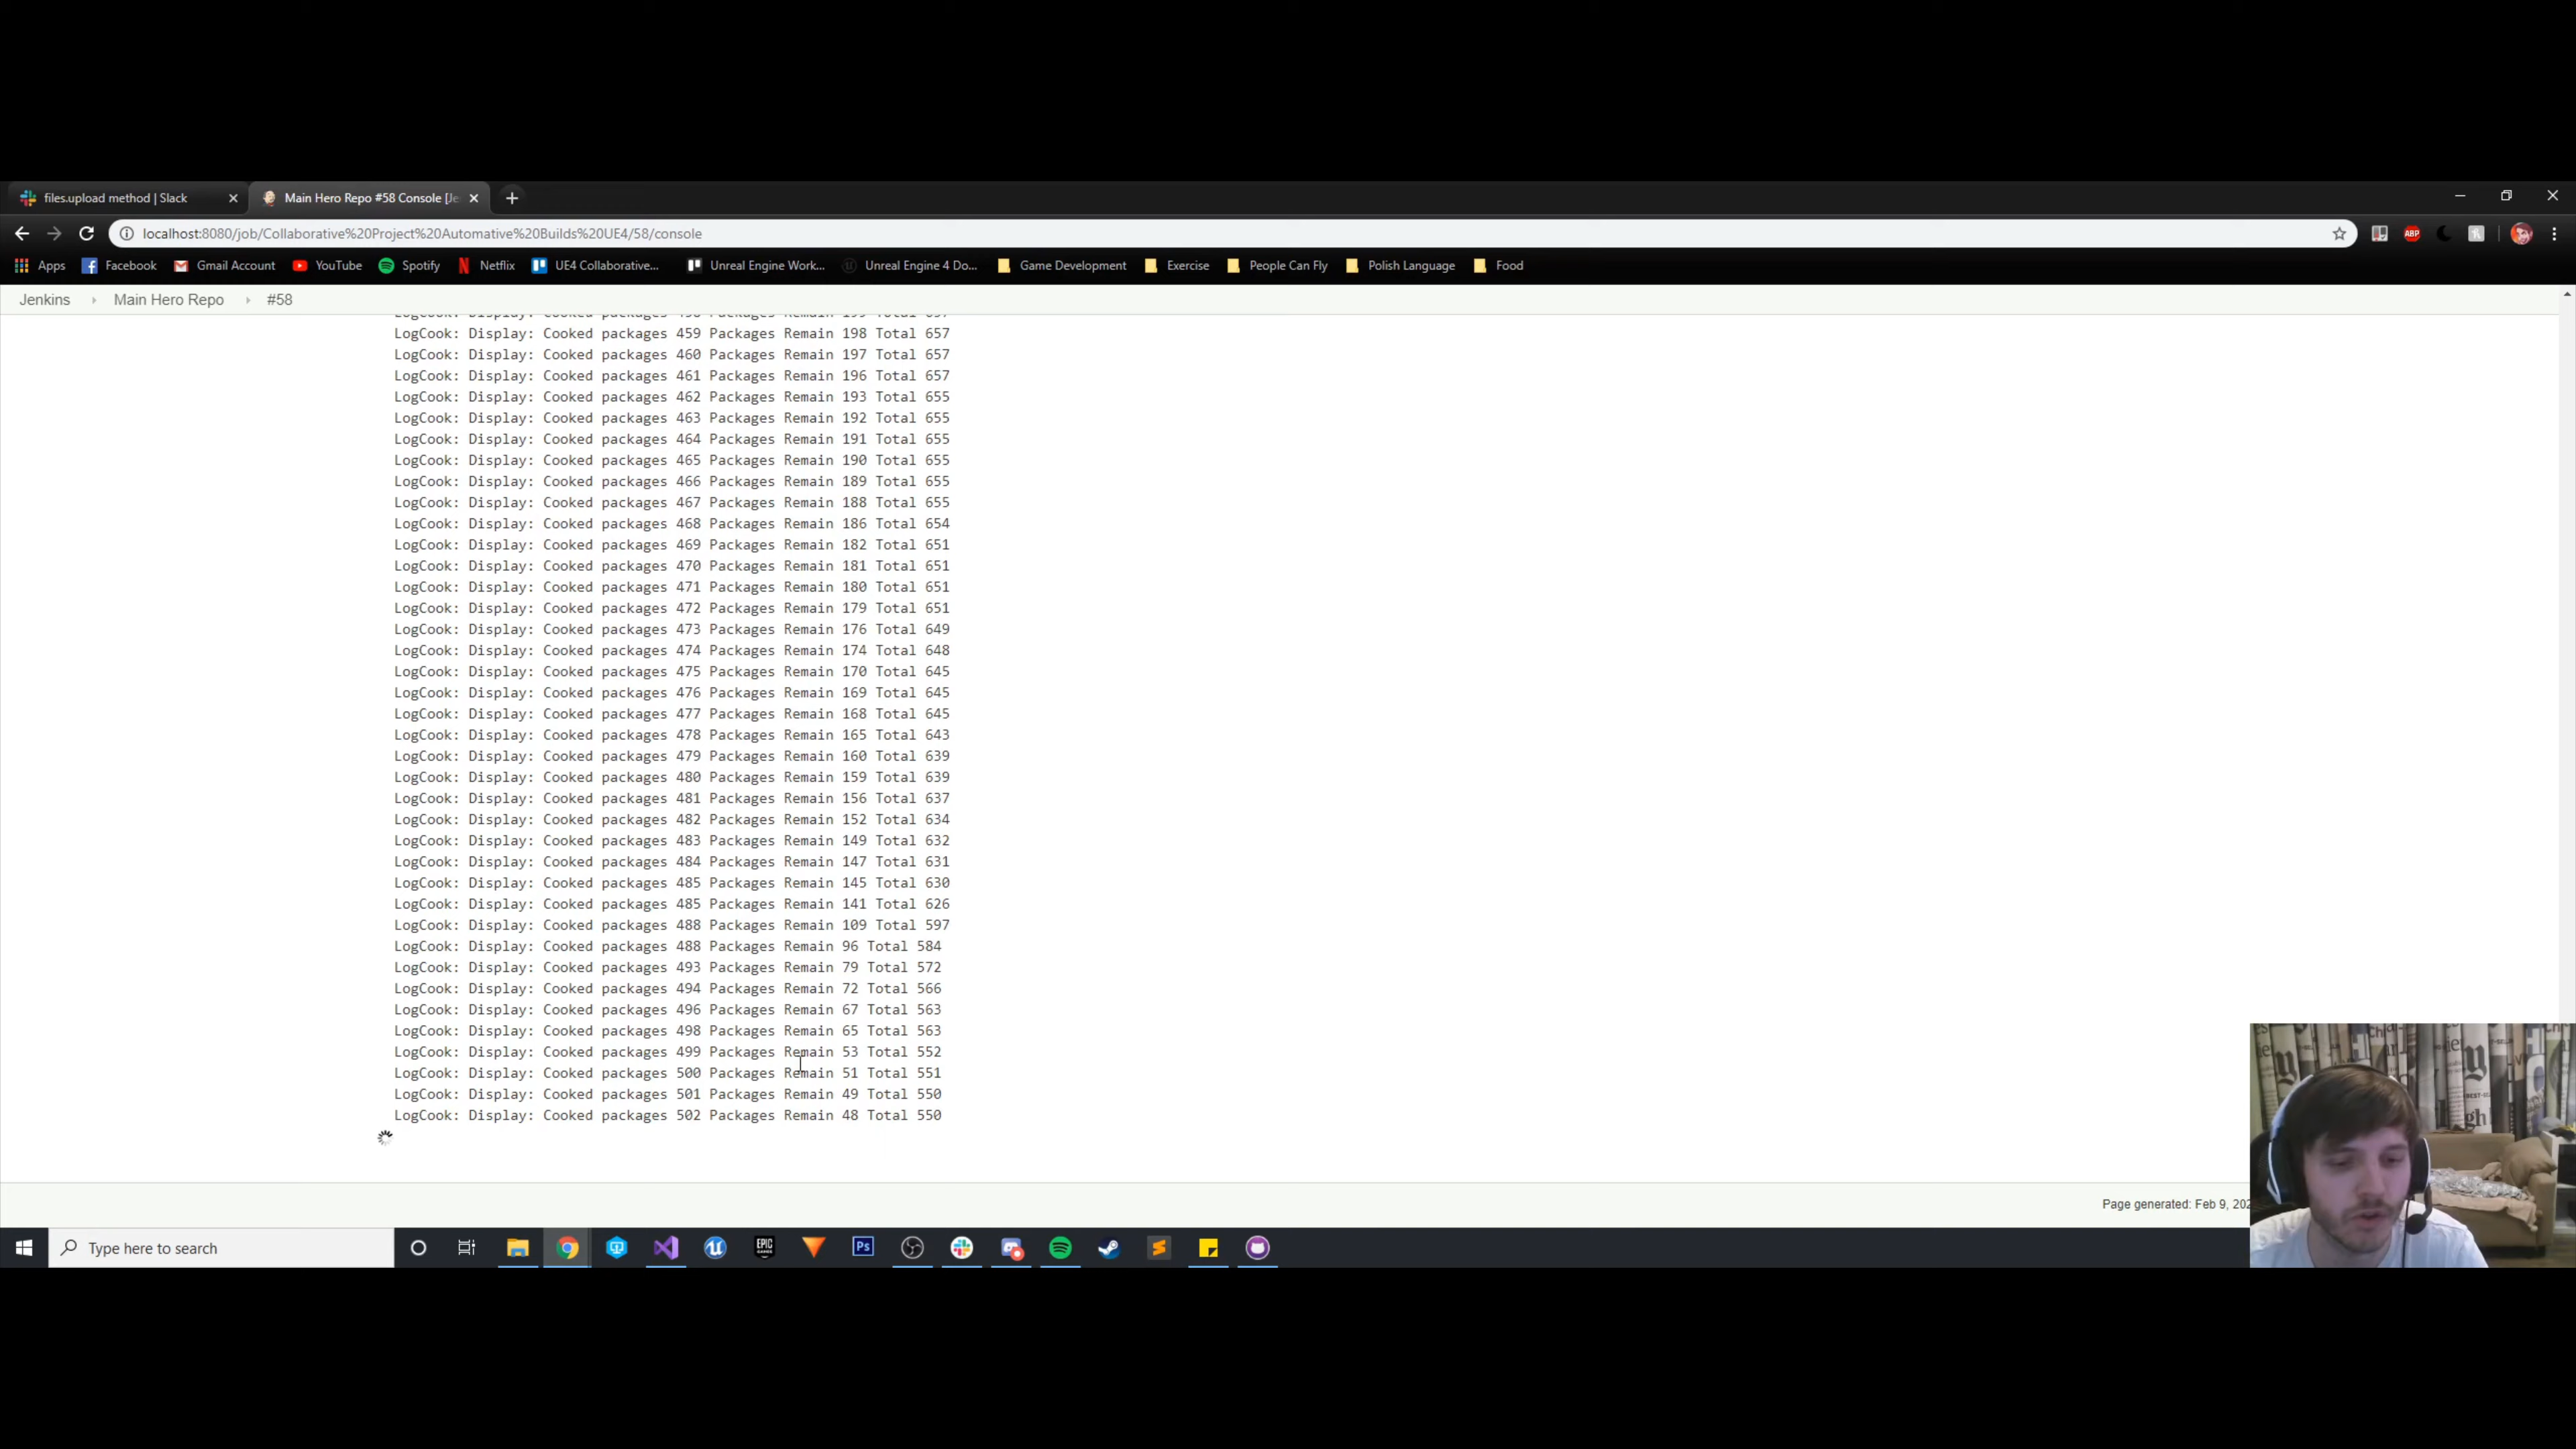 files.upload method | Slack
Main Hero Repo #58 Console [Je
localhost:8080/job/Collaborative%20Project%20Automative%20Builds%20UE4/58/console
Apps Facebook Gmail Account YouTube Spotify Netflix UE4 Collaborative... Unreal Engine Work... Unreal Engine 4 Do... Game Development Exercise People Can Fly Polish Language Food
ABP
Jenkins Main Hero Repo #58
LogCook: Display: Cooked packages 458 Packages Remain 199 Total 657
LogCook: Display: Cooked packages 459 Packages Remain 198 Total 657
LogCook: Display: Cooked packages 460 Packages Remain 197 Total 657
LogCook: Display: Cooked packages 461 Packages Remain 196 Total 657
LogCook: Display: Cooked packages 462 Packages Remain 193 Total 655
LogCook: Display: Cooked packages 463 Packages Remain 192 Total 655
LogCook: Display: Cooked packages 464 Packages Remain 191 Total 655
LogCook: Display: Cooked packages 465 Packages Remain 190 Total 655
LogCook: Display: Cooked packages 466 Packages Remain 189 Total 655
LogCook: Display: Cooked packages 467 Packages Remain 188 Total 655
LogCook: Display: Cooked packages 468 Packages Remain 186 Total 654
LogCook: Display: Cooked packages 469 Packages Remain 182 Total 651
LogCook: Display: Cooked packages 470 Packages Remain 181 Total 651
LogCook: Display: Cooked packages 471 Packages Remain 180 Total 651
LogCook: Display: Cooked packages 472 Packages Remain 179 Total 651
LogCook: Display: Cooked packages 473 Packages Remain 176 Total 649
LogCook: Display: Cooked packages 474 Packages Remain 174 Total 648
LogCook: Display: Cooked packages 475 Packages Remain 170 Total 645
LogCook: Display: Cooked packages 476 Packages Remain 169 Total 645
LogCook: Display: Cooked packages 477 Packages Remain 168 Total 645
LogCook: Display: Cooked packages 478 Packages Remain 165 Total 643
LogCook: Display: Cooked packages 479 Packages Remain 160 Total 639
LogCook: Display: Cooked packages 480 Packages Remain 159 Total 639
LogCook: Display: Cooked packages 481 Packages Remain 156 Total 637
LogCook: Display: Cooked packages 482 Packages Remain 152 Total 634
LogCook: Display: Cooked packages 483 Packages Remain 149 Total 632
LogCook: Display: Cooked packages 484 Packages Remain 147 Total 631
LogCook: Display: Cooked packages 485 Packages Remain 145 Total 630
LogCook: Display: Cooked packages 485 Packages Remain 141 Total 626
LogCook: Display: Cooked packages 488 Packages Remain 109 Total 597
LogCook: Display: Cooked packages 488 Packages Remain 96 Total 584
LogCook: Display: Cooked packages 493 Packages Remain 79 Total 572
LogCook: Display: Cooked packages 494 Packages Remain 72 Total 566
LogCook: Display: Cooked packages 496 Packages Remain 67 Total 563
LogCook: Display: Cooked packages 498 Packages Remain 65 Total 563
LogCook: Display: Cooked packages 499 Packages Remain 53 Total 552
LogCook: Display: Cooked packages 500 Packages Remain 51 Total 551
LogCook: Display: Cooked packages 501 Packages Remain 49 Total 550
LogCook: Display: Cooked packages 502 Packages Remain 48 Total 550
Page generated: Feb 9, 202
Type here to search
EPIC
GAMES
Ps